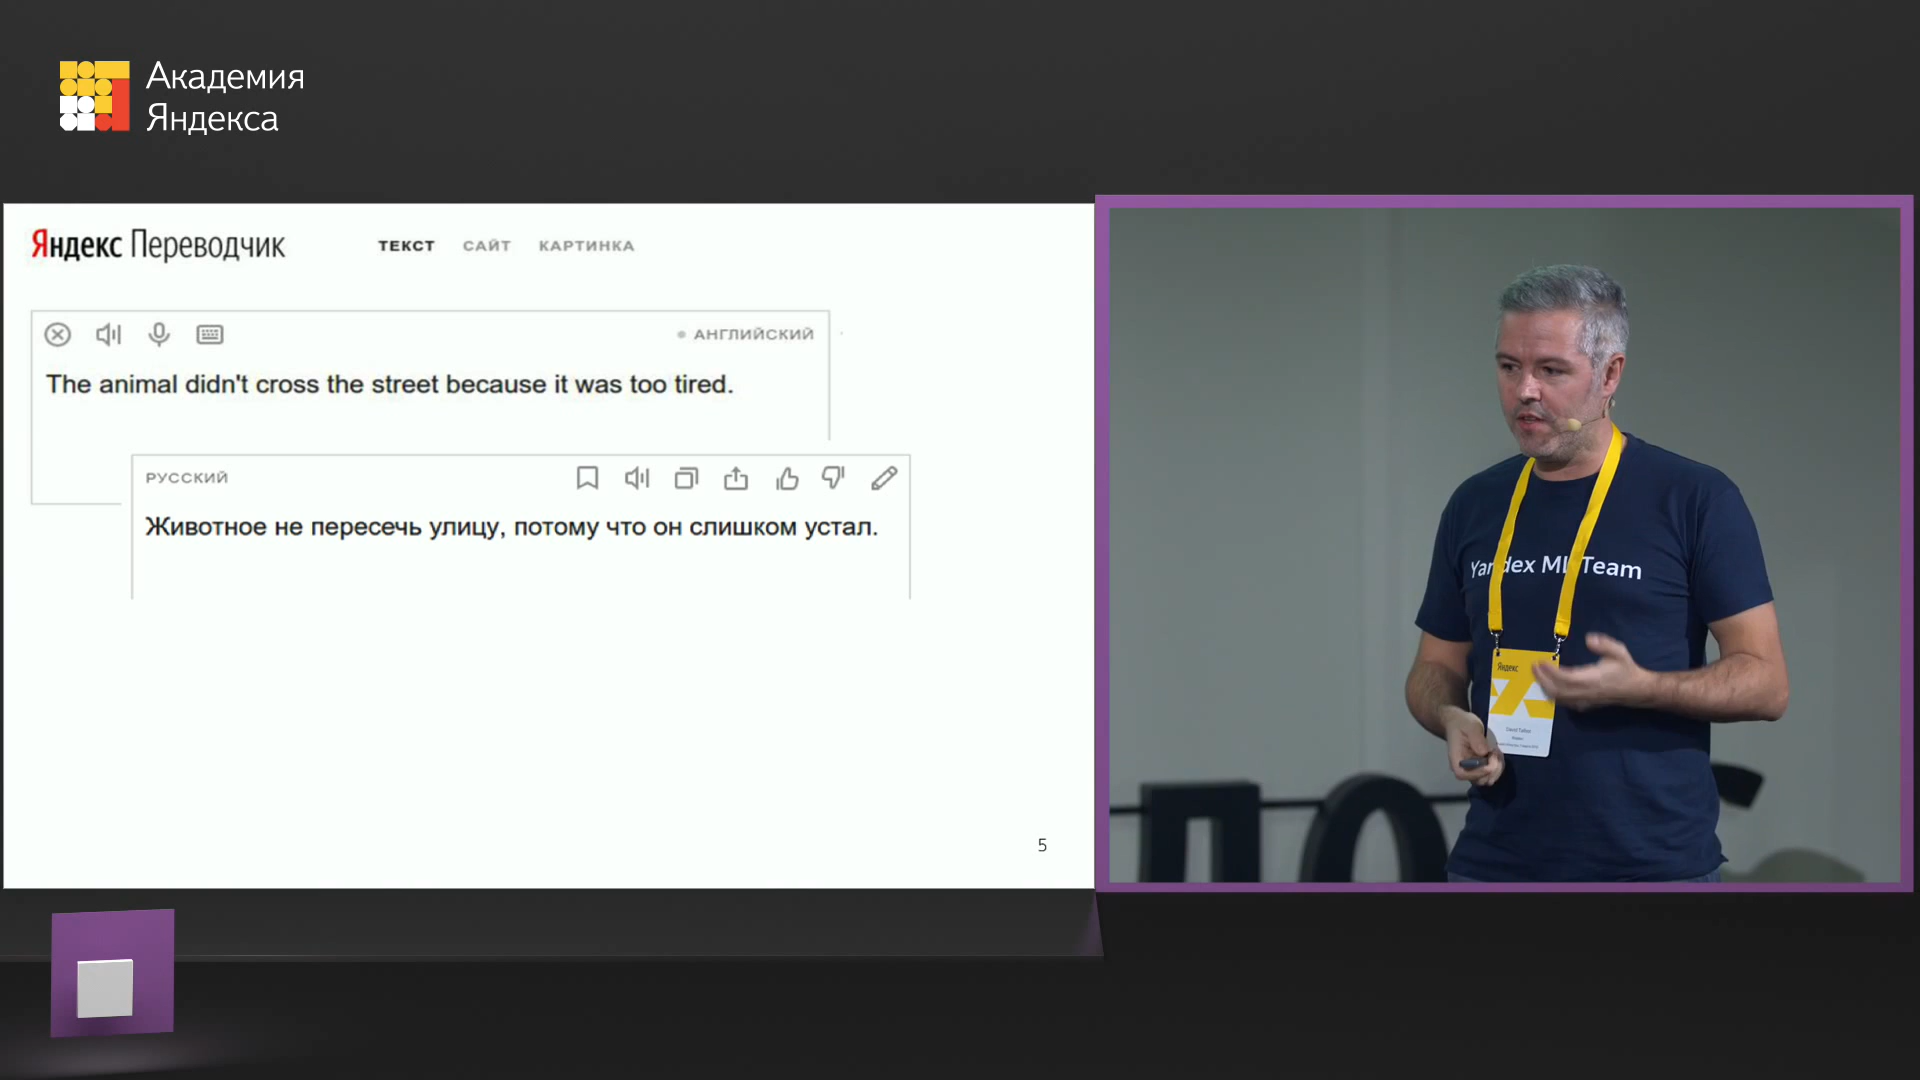 Академия
Яндекса
Яндекс Переводчик
ТЕКСТ САЙТ КАРТИНКА
АНГЛИЙСКИЙ
The animal didn't cross the street because it was too tired.
РУССКИЙ
Животное не пересечь улицу, потому что он слишком устал.
5
Yandex ML Team
Яндекс